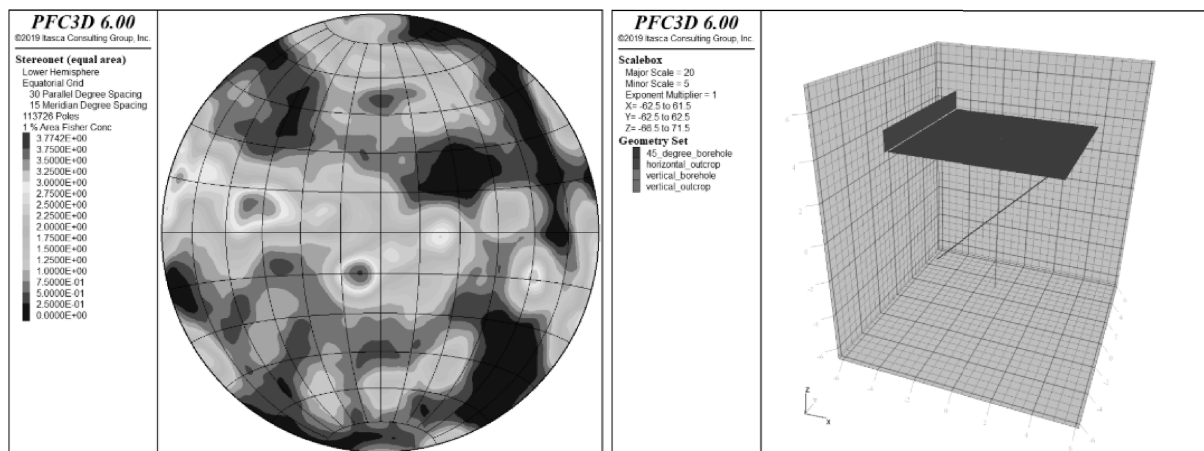 PFC3D 6.00
©2019 Itasca Consulting Group, Inc.
Stereonet (equal area)
Lower Hemisphere
Equatorial Grid
30 Parallel Degree Spacing
15 Meridian Degree Spacing
113726 Poles
1 % Area Fisher Conc
3.7742E+00
3.7500E+00
3.5000E+00
3.2500E+00
3.0000E+00
2.7500E+00
2.5000E+00
2.2500E+00
2.0000E+00
1.7500E+00
1.5000E+00
1.2500E+00
1.0000E+00
7.5000E-01
5.0000E-01
2.5000E-01
0.0000E+00
PFC3D 6.00
©2019 Itasca Consulting Group, Inc.
Scalebox
Major Scale = 20
Minor Scale = 5
Exponent Multiplier = 1
X= -62.5 to 61.5
Y= -62.5 to 62.5
Z= -66.5 to 71.5
Geometry Set
45_degree_borehole
horizontal_outcrop
vertical_borehole
vertical_outcrop
Z
Y
X